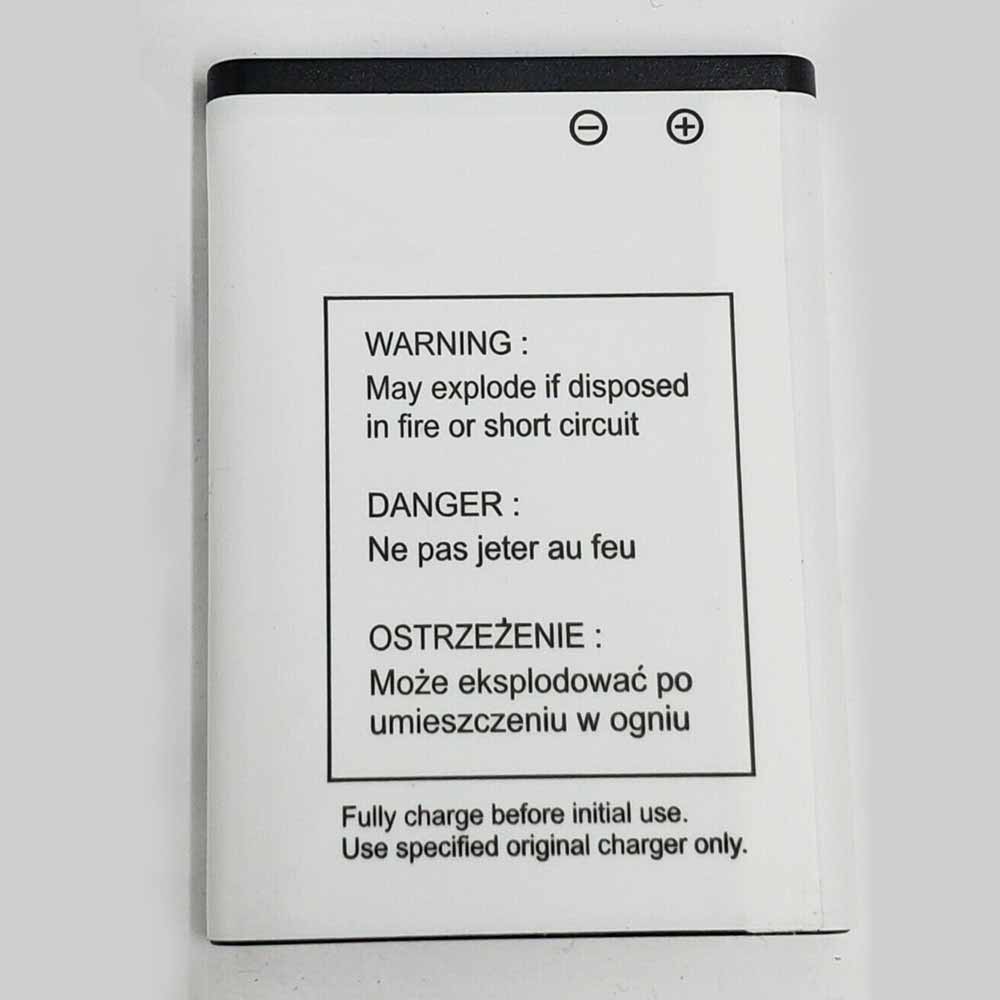 ⊖ ⊕
WARNING :
May explode if disposed
in fire or short circuit
DANGER :
Ne pas jeter au feu
OSTRZEŻENIE :
Może eksplodować po
umieszczeniu w ogniu
Fully charge before initial use.
Use specified original charger only.